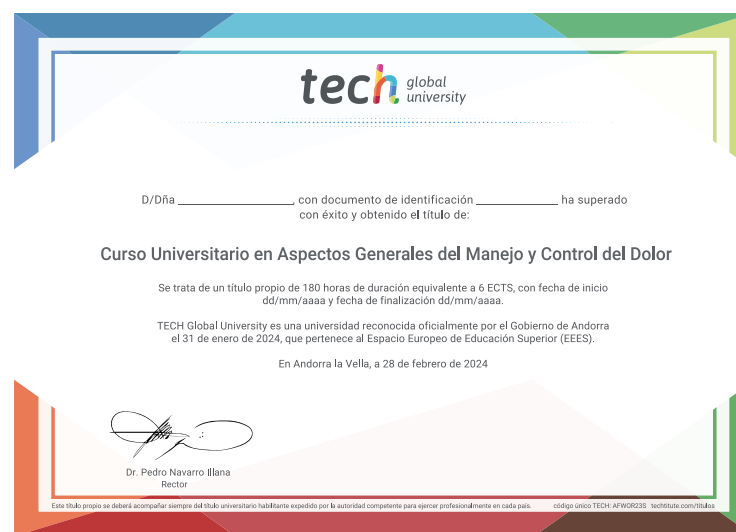 tech global university
D/Dña ________________, con documento de identificación ____________ ha superado
con éxito y obtenido el título de:
Curso Universitario en Aspectos Generales del Manejo y Control del Dolor
Se trata de un título propio de 180 horas de duración equivalente a 6 ECTS, con fecha de inicio
dd/mm/aaaa y fecha de finalización dd/mm/aaaa.
TECH Global University es una universidad reconocida oficialmente por el Gobierno de Andorra
el 31 de enero de 2024, que pertenece al Espacio Europeo de Educación Superior (EEES).
En Andorra la Vella, a 28 de febrero de 2024
Dr. Pedro Navarro Illana
Rector
Este título propio se deberá acompañar siempre del título universitario habilitante expedido por la autoridad competente para ejercer profesionalmente en cada país. código único TECH: AFWOR23S techtitute.com/títulos